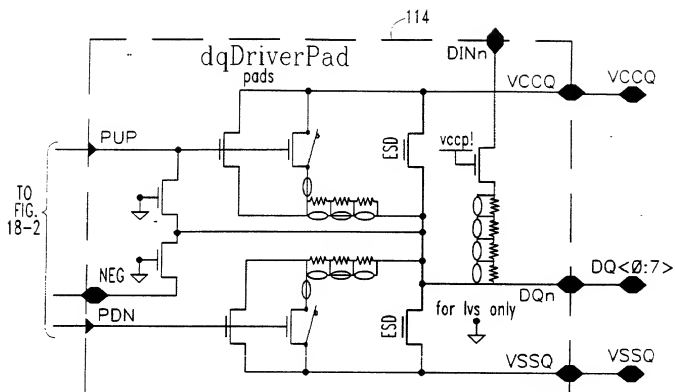 114
dqDriverPad
pads
DINn
VCCQ
VCCQ
PUP
ESD
vccp!
TO
FIG.
18-2
NEG
DQ<Ø:7>
DQn
PDN
ESD
for lvs only
VSSQ
VSSQ